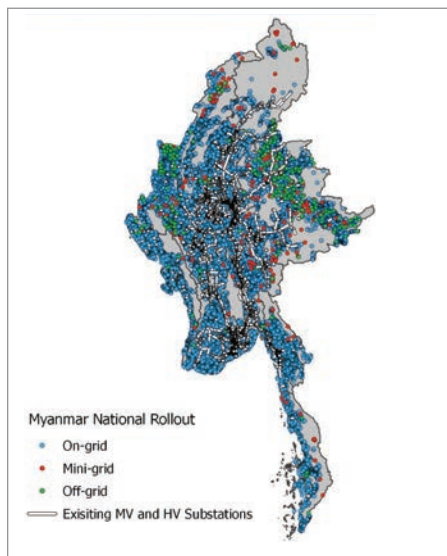 Myanmar National Rollout
On-grid
Mini-grid
Off-grid
Exisiting MV and HV Substations